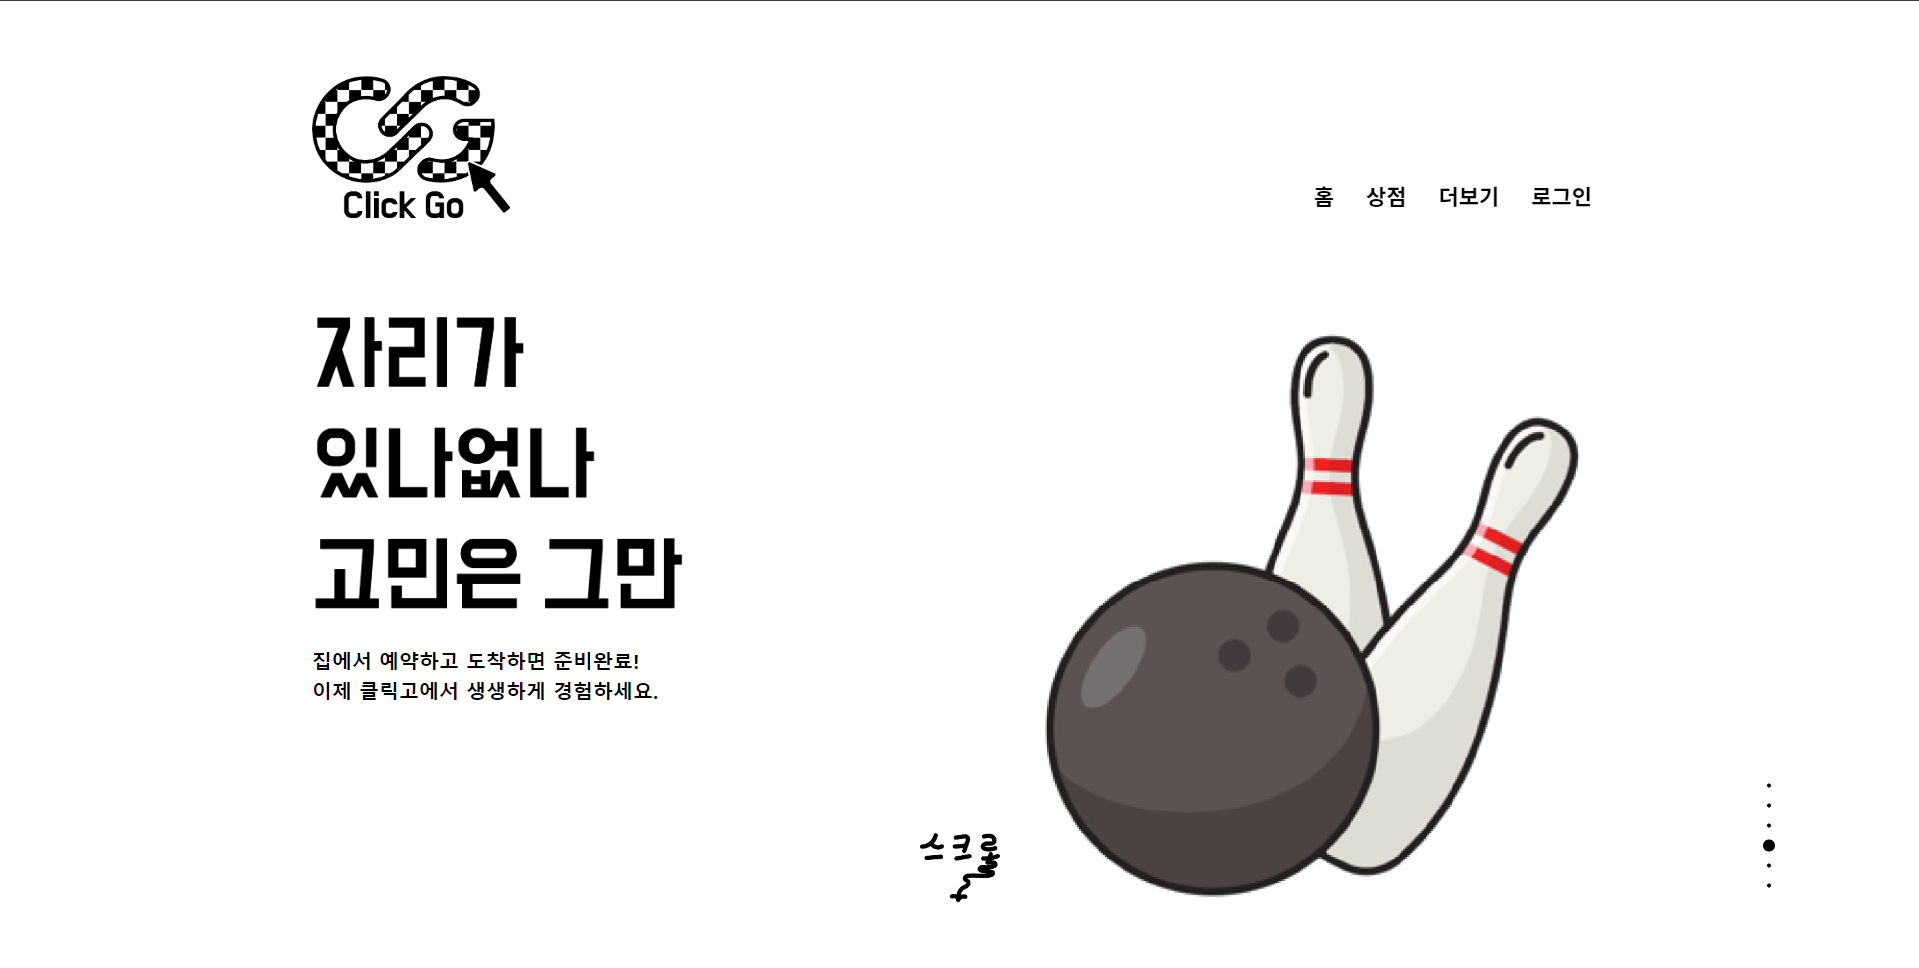 CG
Click Go
홈 상점 더보기 로그인
자리가
있나없나
고민은 그만
집에서 예약하고 도착하면 준비완료!
이제 클릭고에서 생생하게 경험하세요.
스크롤